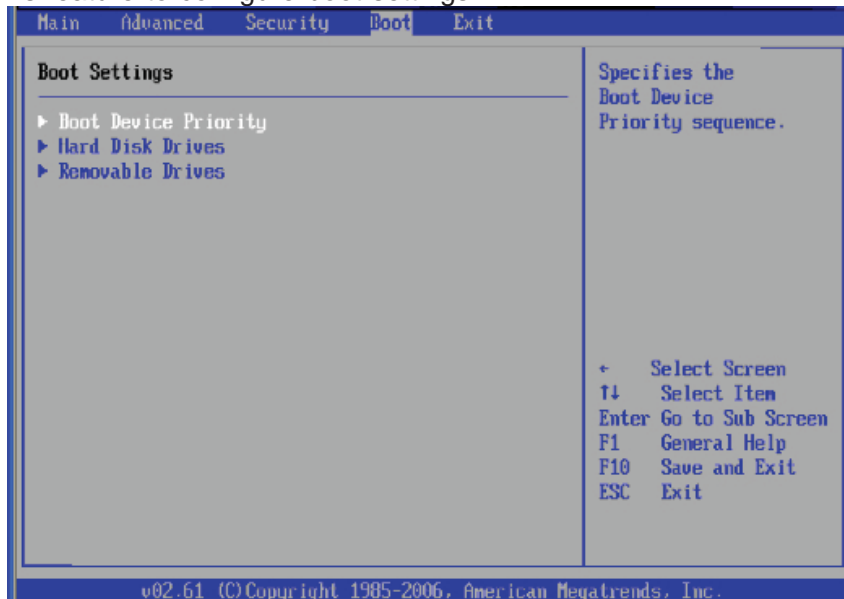 Main Advanced Security Boot Exit
Boot Settings
▶ Boot Device Priority
▶ Hard Disk Drives
▶ Removable Drives
Specifies the
Boot Device
Priority sequence.
← Select Screen
↑↓ Select Item
Enter Go to Sub Screen
F1 General Help
F10 Save and Exit
ESC Exit
v02.61 (C)Copyright 1985-2006, American Megatrends, Inc.